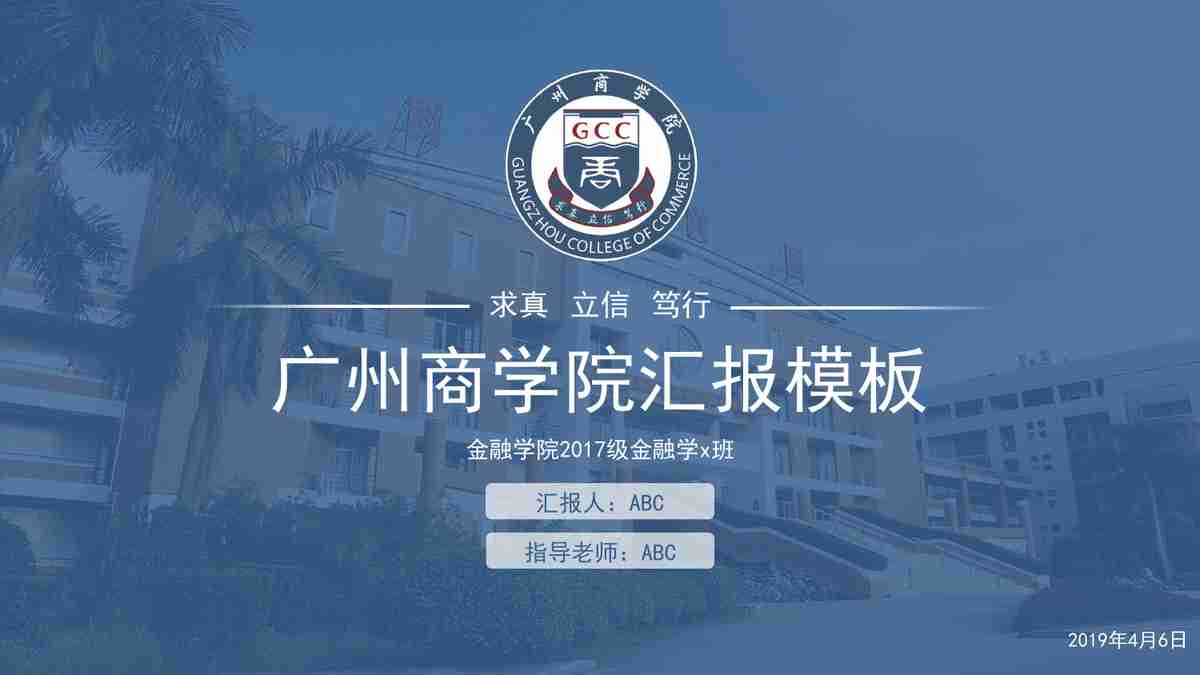 广州商学院
GCC
商
求真 立信 笃行
GUANGZHOU COLLEGE OF COMMERCE
求真 立信 笃行
广州商学院汇报模板
金融学院2017级金融学x班
汇报人：ABC
指导老师：ABC
2019年4月6日